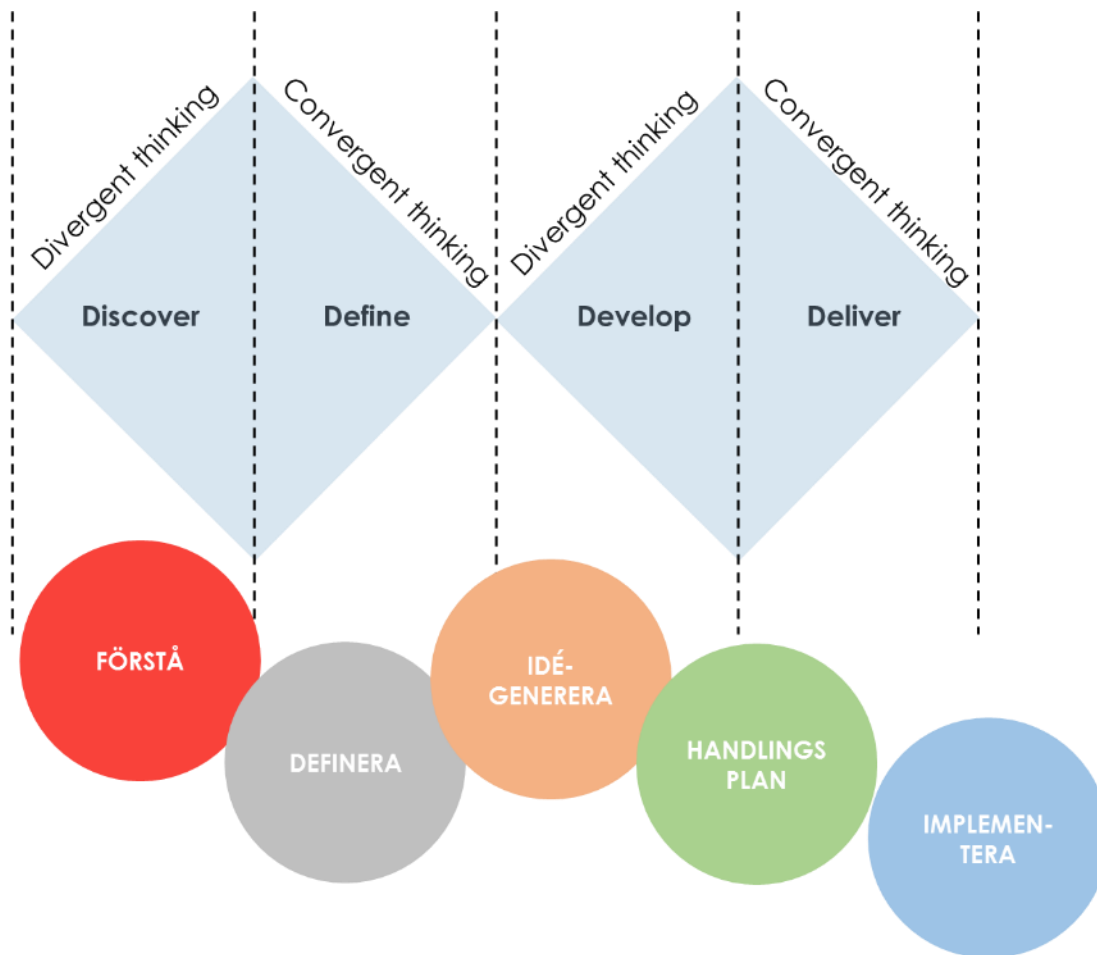 Divergent thinking
Convergent thinking
Divergent thinking
Convergent thinking
Discover
Define
Develop
Deliver
FÖRSTÅ
DEFINERA
IDÉ-
GENERERA
HANDLINGS
PLAN
IMPLEMEN-
TERA